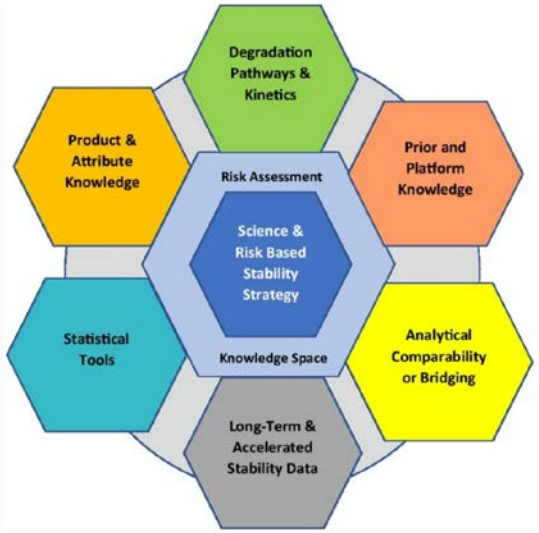 Degradation
Pathways &
Kinetics
Product &
Attribute
Knowledge
Prior and
Platform
Knowledge
Risk Assessment
Science &
Risk Based
Stability
Strategy
Knowledge Space
Statistical
Tools
Analytical
Comparability
or Bridging
Long-Term &
Accelerated
Stability Data